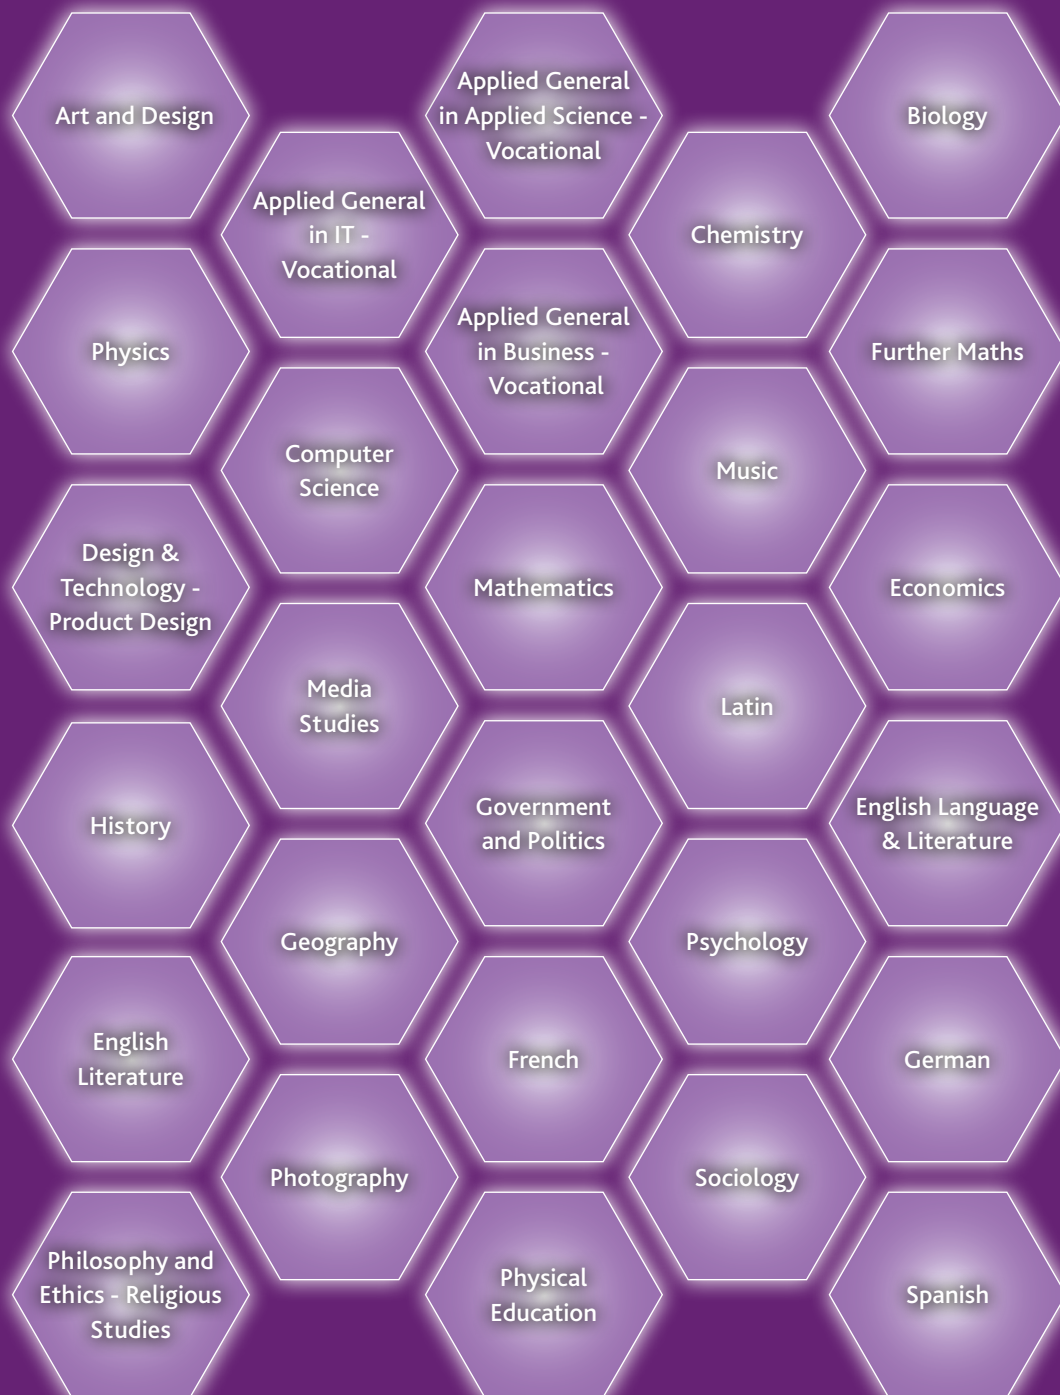 Art and Design
Applied General
in Applied Science -
Vocational
Biology
Applied General
in IT -
Vocational
Chemistry
Physics
Applied General
in Business -
Vocational
Further Maths
Computer
Science
Music
Design &
Technology -
Product Design
Mathematics
Economics
Media
Studies
Latin
History
Government
and Politics
English Language
& Literature
Geography
Psychology
English
Literature
French
German
Photography
Sociology
Philosophy and
Ethics - Religious
Studies
Physical
Education
Spanish